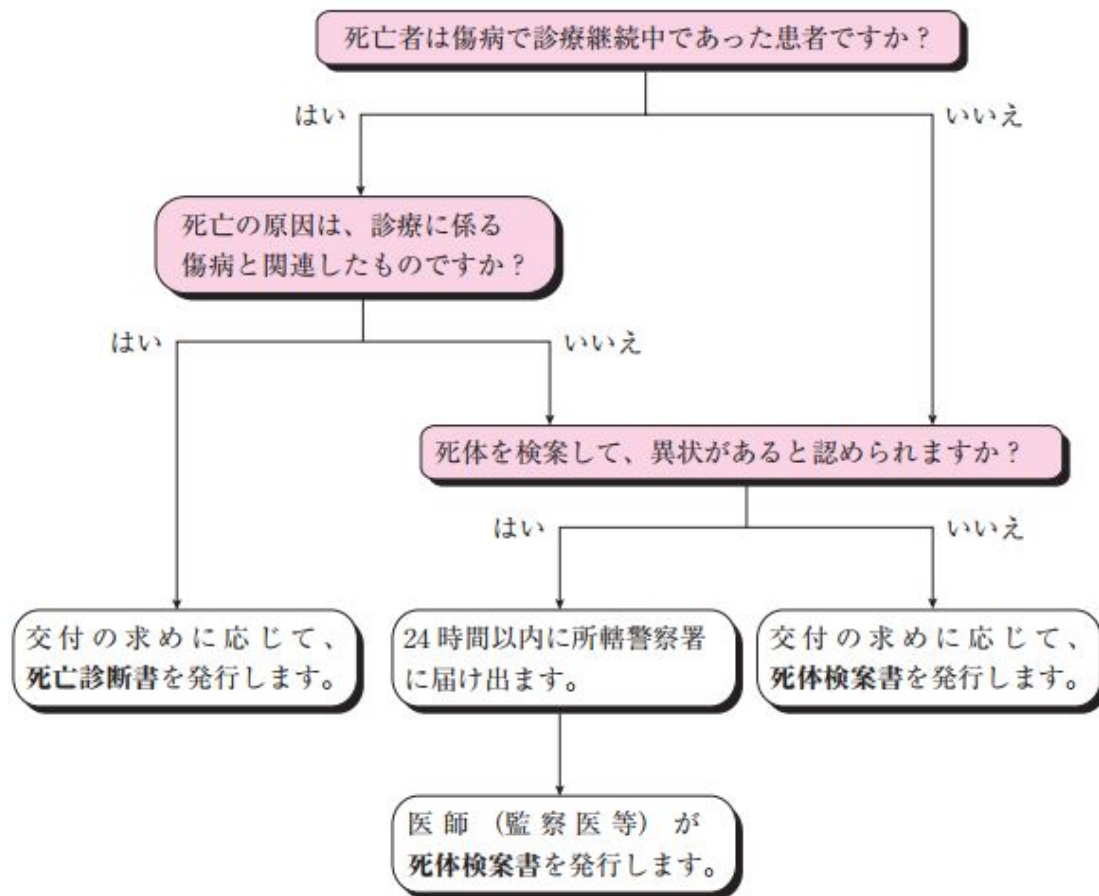 死亡者は傷病で診療継続中であった患者ですか？
はい
いいえ
死亡の原因は、診療に係る
傷病と関連したものですか？
はい
いいえ
死体を検案して、異状があると認められますか？
はい
いいえ
交付の求めに応じて、
死亡診断書を発行します。
24時間以内に所轄警察署
に届け出ます。
交付の求めに応じて、
死体検案書を発行します。
医師（監察医等）が
死体検案書を発行します。